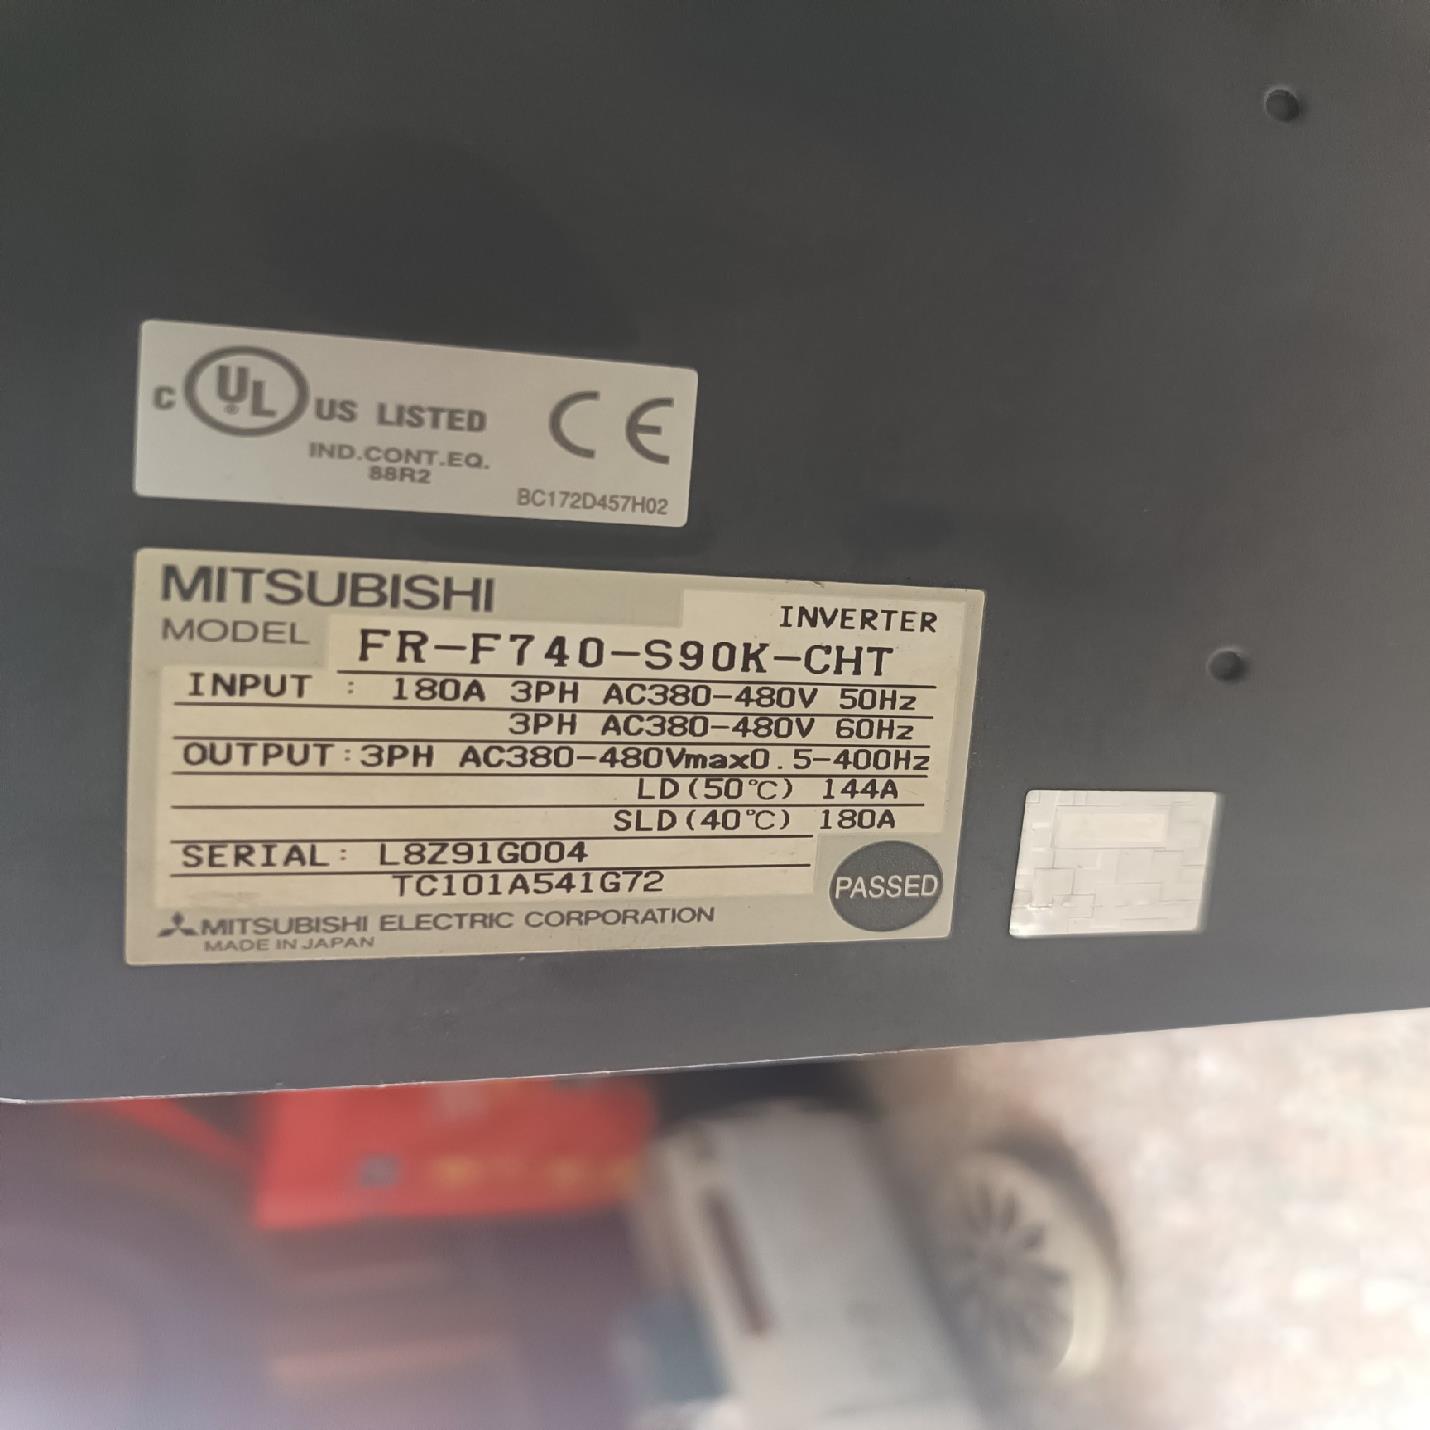 C UL® US LISTED
IND.CONT.EQ.
88R2
CE
BC172D457H02
MITSUBISHI
INVERTER
MODEL FR-F740-S90K-CHT
INPUT : 180A 3PH AC380-480V 50Hz
3PH AC380-480V 60Hz
OUTPUT:3PH AC380-480Vmax0.5-400Hz
LD(50℃) 144A
SLD(40℃) 180A
SERIAL: L8Z91G004
TC101A541G72
PASSED
MITSUBISHI ELECTRIC CORPORATION
MADE IN JAPAN